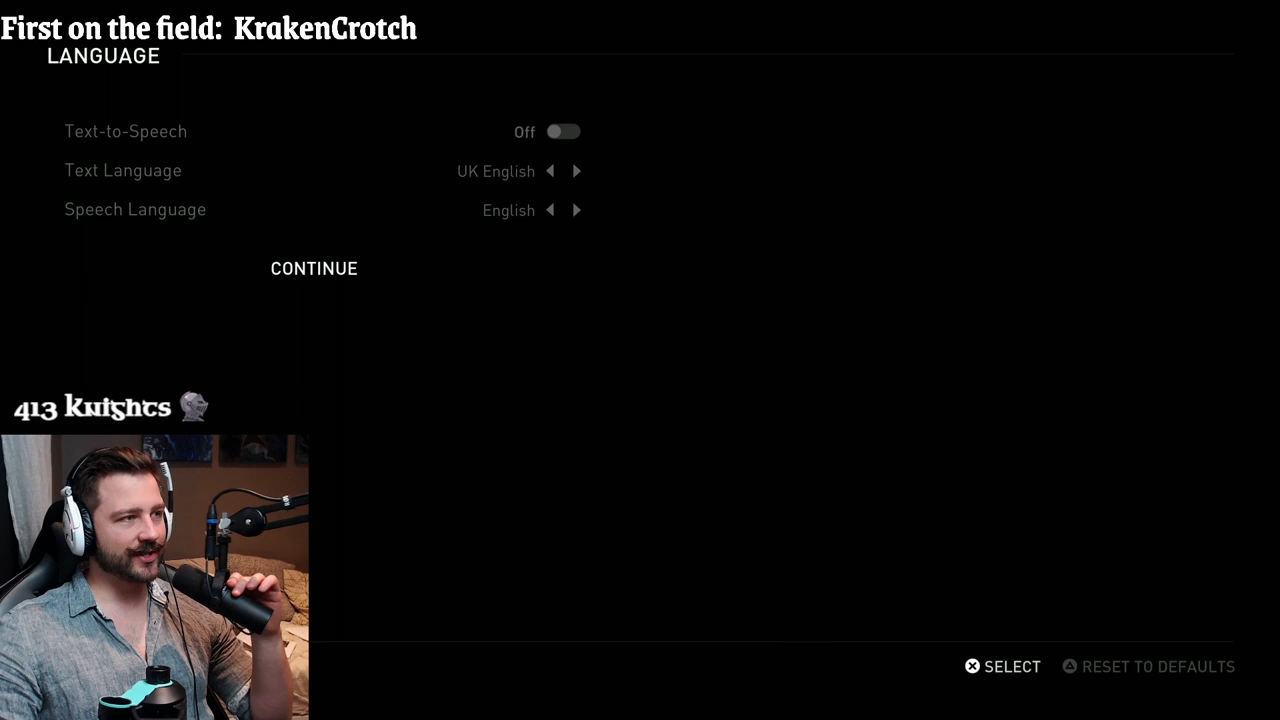 First on the field: KrakenCrotch
LANGUAGE
Text-to-Speech Off
Text Language UK English
Speech Language English
CONTINUE
413 knights
SELECT RESET TO DEFAULTS